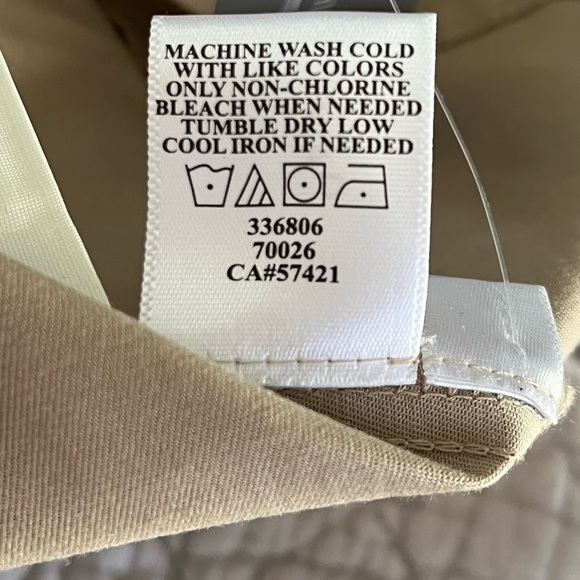 MACHINE WASH COLD
WITH LIKE COLORS
ONLY NON-CHLORINE
BLEACH WHEN NEEDED
TUMBLE DRY LOW
COOL IRON IF NEEDED
336806
70026
CA#57421